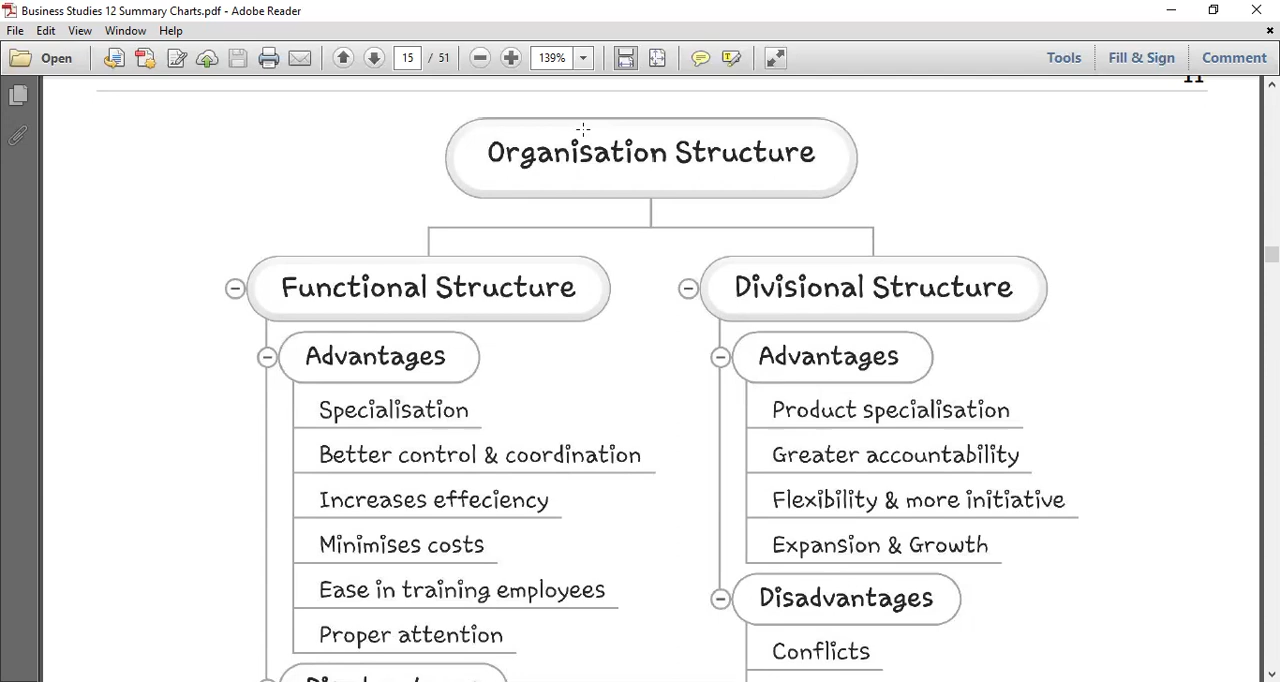 Business Studies 12 Summary Charts.pdf - Adobe Reader
File Edit View Window Help
Open 15 / 51 139% Tools Fill & Sign Comment
Organisation Structure
Functional Structure
Advantages
Specialisation
Better control & coordination
Increases effeciency
Minimises costs
Ease in training employees
Proper attention
Divisional Structure
Advantages
Product specialisation
Greater accountability
Flexibility & more initiative
Expansion & Growth
Disadvantages
Conflicts